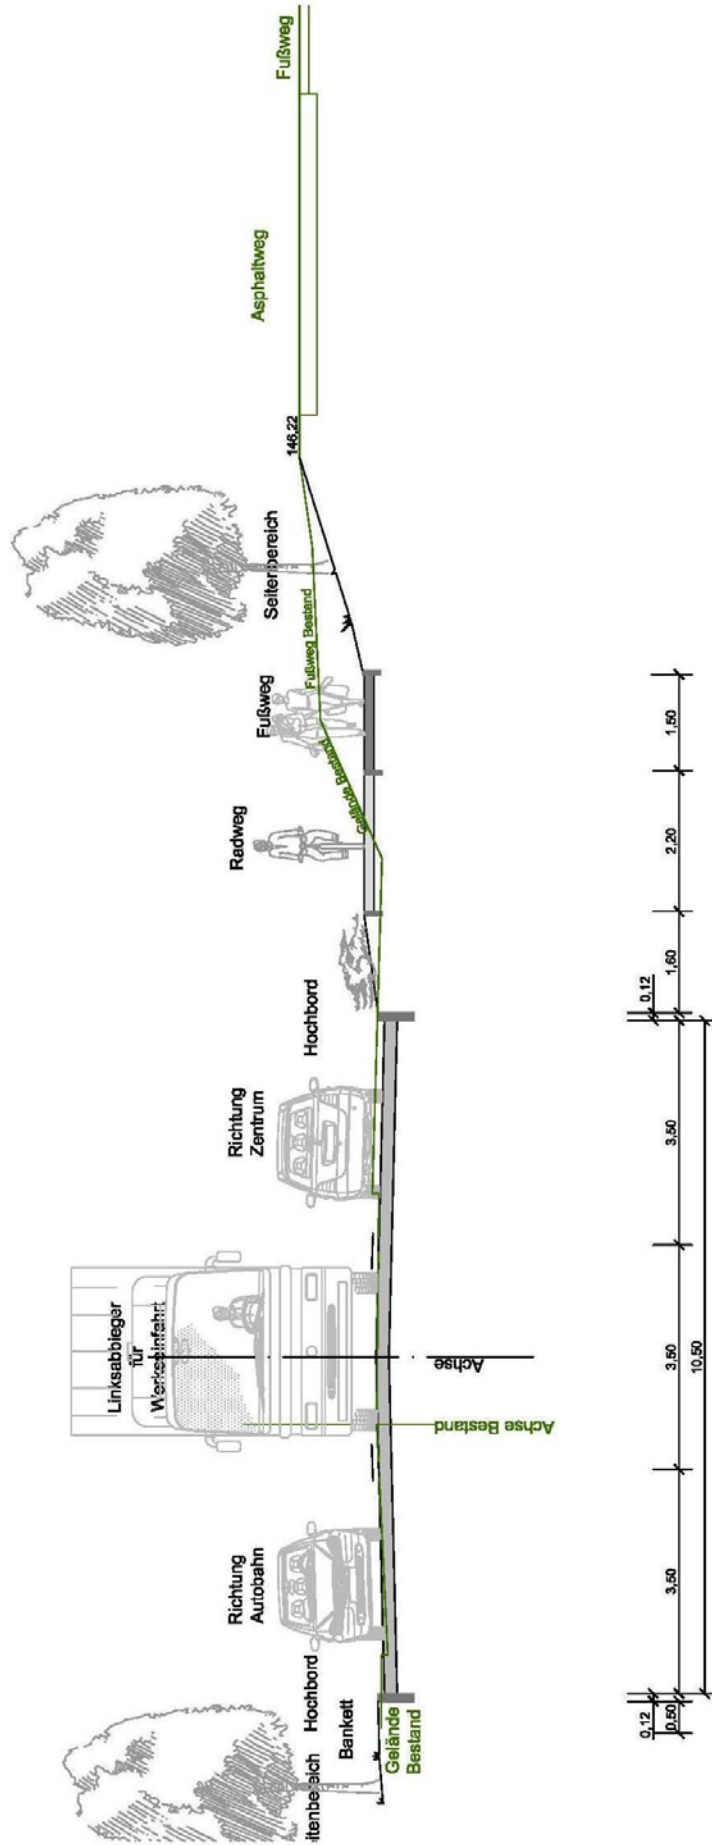 itenbereich
Hochbord
Bankett
Gelände
Bestand
Richtung
Autobahn
Linksabbieger
für
Werkseinfahrt
Achse Bestand
Achse
Richtung
Zentrum
Hochbord
Radweg
Gelände Bestand
Fußweg
Fußweg Bestand
Seitenbereich
146,22
Asphaltweg
Fußweg
0,12
0,50
3,50
3,50
3,50
0,12
1,60
2,20
1,50
10,50